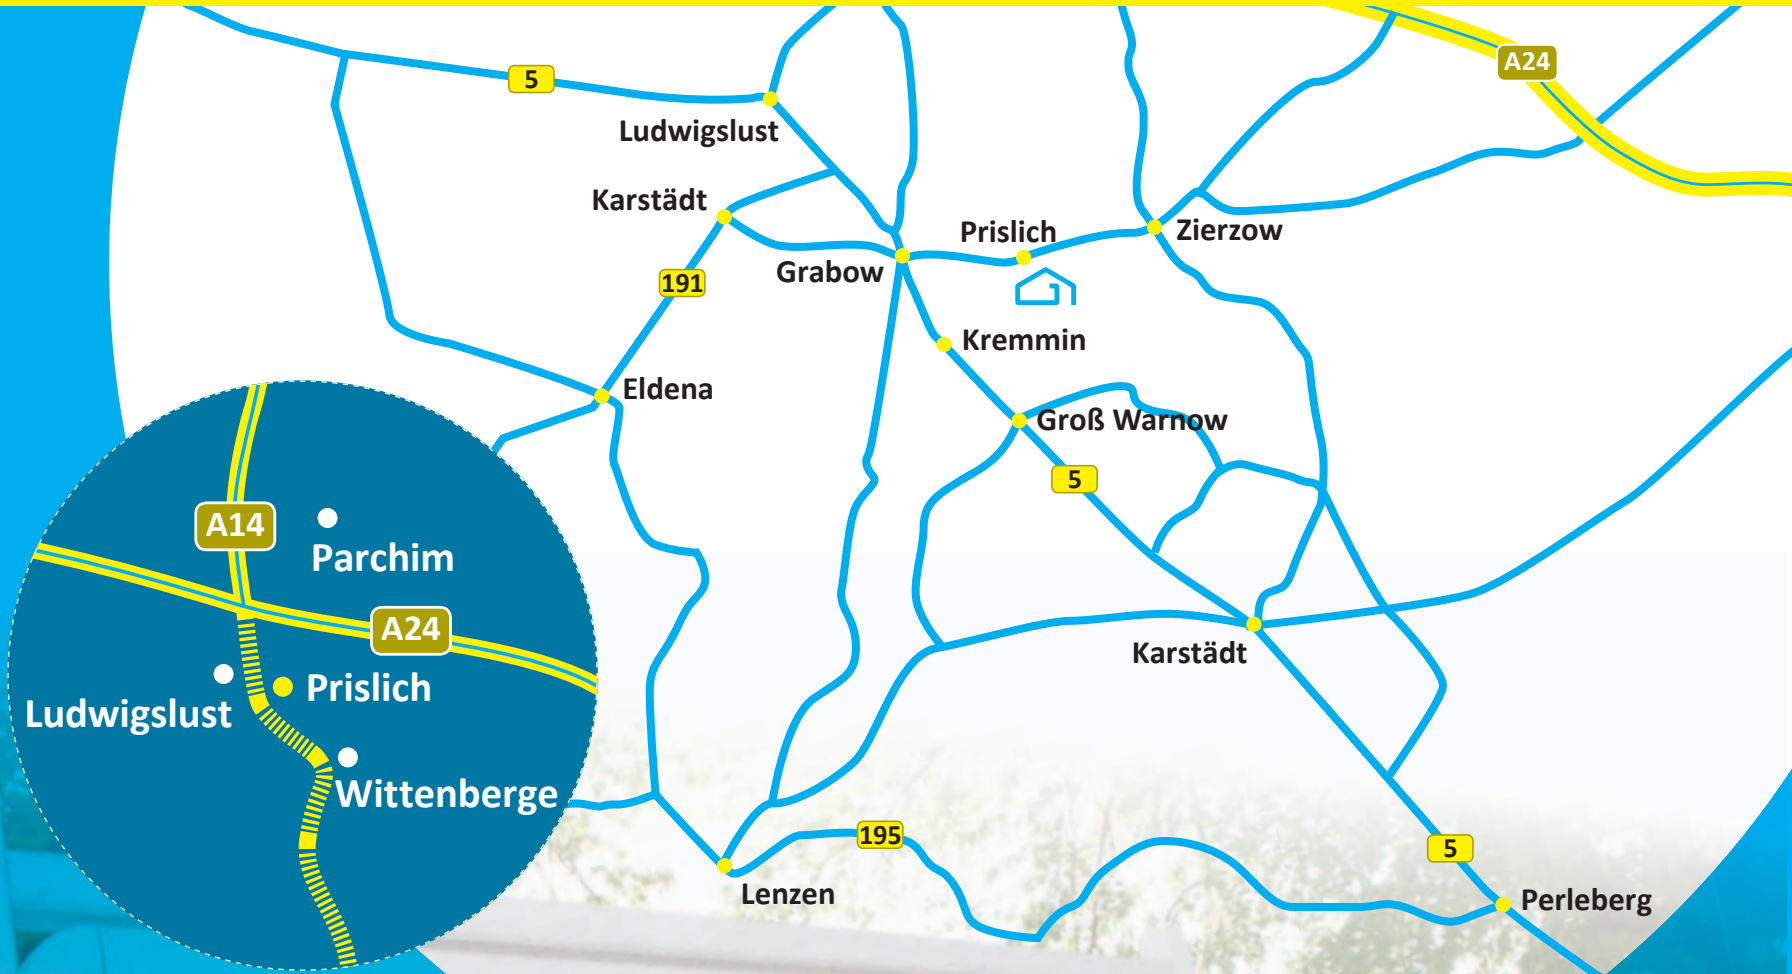 A24
5
Ludwigslust
Karstädt
Prislich
Zierzow
Grabow
191
Kremmin
Eldena
Groß Warnow
5
A14
Parchim
A24
Karstädt
Prislich
Ludwigslust
Wittenberge
195
5
Lenzen
Perleberg